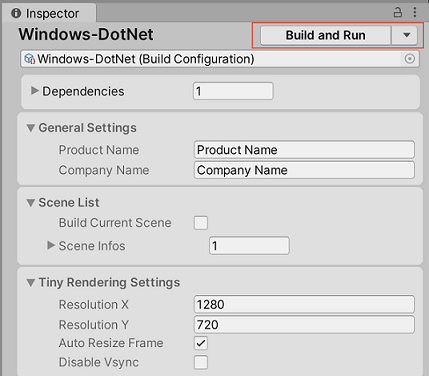 Inspector
Windows-DotNet
Build and Run
Windows-DotNet (Build Configuration)
Dependencies 1
General Settings
Product Name Product Name
Company Name Company Name
Scene List
Build Current Scene
Scene Infos 1
Tiny Rendering Settings
Resolution X 1280
Resolution Y 720
Auto Resize Frame
Disable Vsync